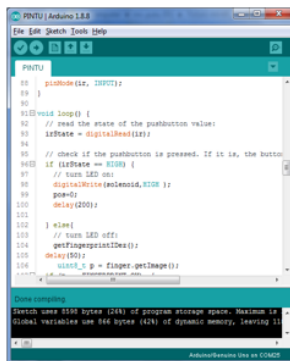 PINTU | Arduino 1.8.8
File Edit Sketch Tools Help
PINTU
88 pinMode(ir, INPUT);
89 }
90
91 void loop() {
92 // read the state of the pushbutton value:
93 irState = digitalRead(ir);
94
95 // check if the pushbutton is pressed. If it is, the button
96 if (irState == HIGH) {
97 // turn LED on:
98 digitalWrite(solenoid,HIGH );
99 pos=0;
100 delay(200);
101
102 } else{
103 // turn LED off:
104 getFingerprintIDez();
105 delay(50);
106 uint8_t p = finger.getImage();
Done compiling.
Sketch uses 8598 bytes (26%) of program storage space. Maximum is
Global variables use 866 bytes (42%) of dynamic memory, leaving 11
Arduino/Genuino Uno on COM25